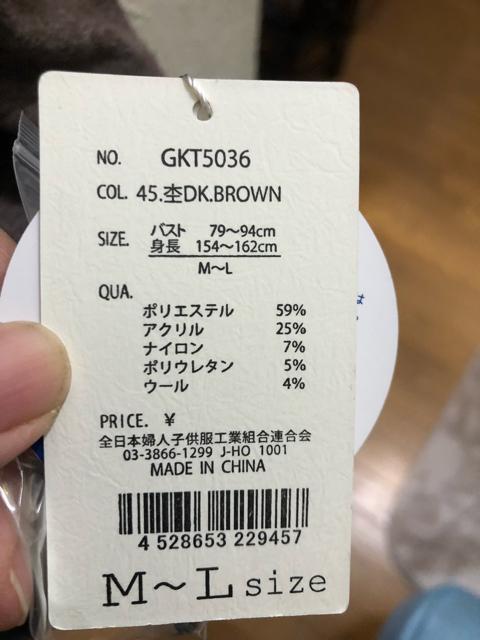 NO. GKT5036
COL. 45.杢DK.BROWN
SIZE. バスト 79〜94cm
身長 154〜162cm
M〜L
QUA.
ポリエステル 59%
アクリル 25%
ナイロン 7%
ポリウレタン 5%
ウール 4%
PRICE. ¥
全日本婦人子供服工業組合連合会
03-3866-1299 J-HO 1001
MADE IN CHINA
4 528653 229457
M〜L size